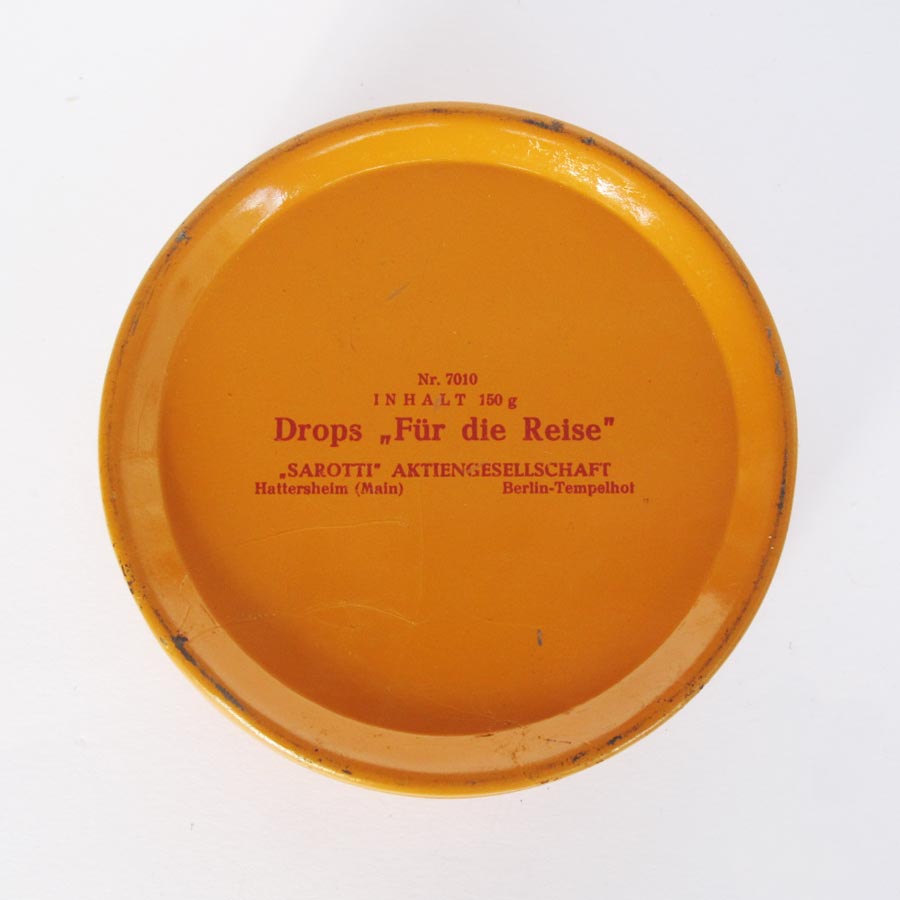 Nr. 7010
INHALT 150 g
Drops „Für die Reise"
„SAROTTI" AKTIENGESELLSCHAFT
Hattersheim (Main) Berlin-Tempelhof